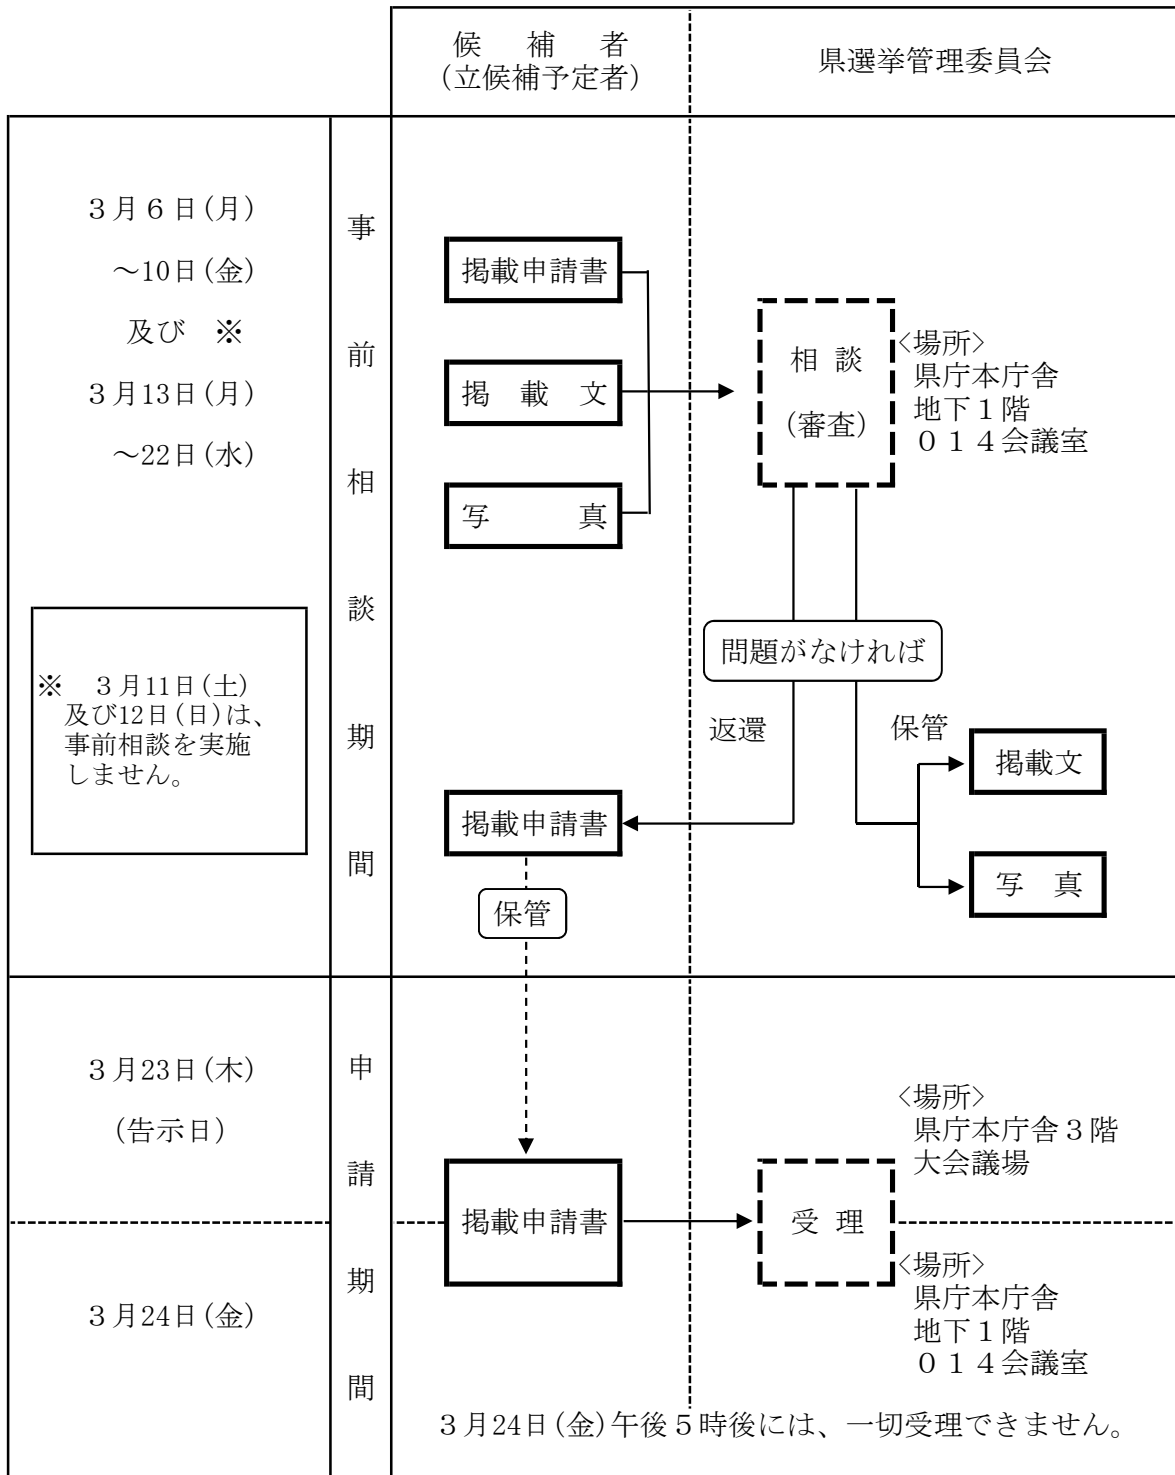 候　補　者
(立候補予定者)
県選挙管理委員会
３月６日(月)
～10日(金)
及び　※
３月13日(月)
～22日(水)
※　３月11日(土)
及び12日(日)は、
事前相談を実施
しません。
事前相談期間
掲載申請書
掲　載　文
写　　　真
相　談
(審査)
<場所>
県庁本庁舎
地下１階
０１４会議室
問題がなければ
返還
保管
掲載文
写　真
掲載申請書
保管
３月23日(木)
(告示日)
３月24日(金)
申請期間
掲載申請書
受　理
<場所>
県庁本庁舎３階
大会議場
<場所>
県庁本庁舎
地下１階
０１４会議室
３月24日(金)午後５時後には、一切受理できません。